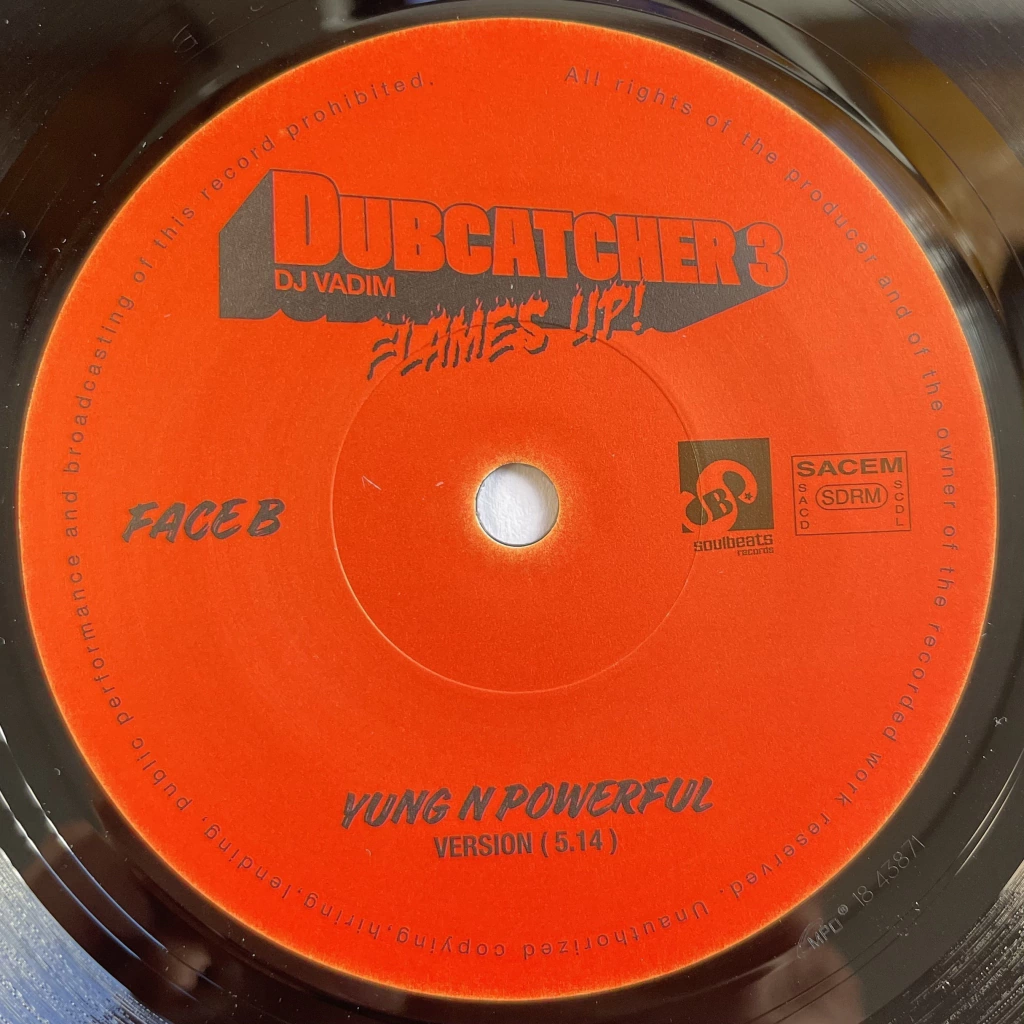 All rights of the producer and of the owner of the recorded work reserved. Unauthorized copying,hiring,lending, public performance and broadcasting of this record prohibited.
DUBCATCHER 3
DJ VADIM
FLAMES UP!
FACE B
SB
soulbeats
records
SACEM
SACD
SDRM
SCDL
YUNG N POWERFUL
VERSION ( 5.14 )
MPO® 18 43871